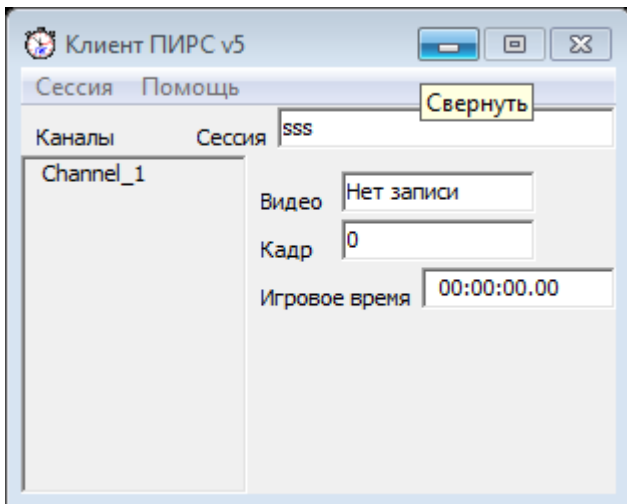 Клиент ПИРС v5
Сессия Помощь
Свернуть
Каналы Сессия sss
Channel_1
Видео Нет записи
Кадр 0
Игровое время 00:00:00.00